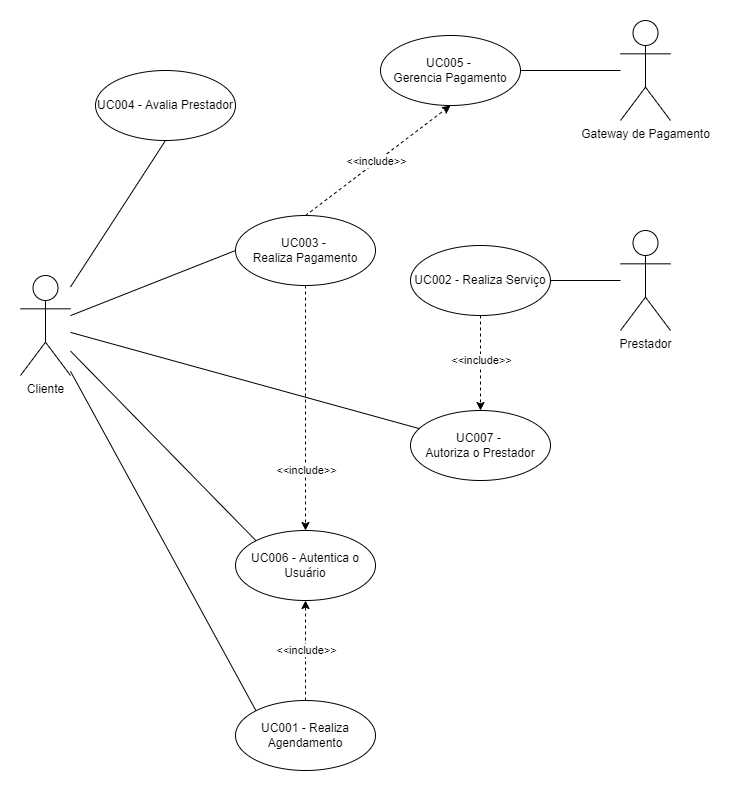 UC005 -
Gerencia Pagamento
Gateway de Pagamento
UC004 - Avalia Prestador
<<include>>
UC003 -
Realiza Pagamento
UC002 - Realiza Serviço
Prestador
<<include>>
Cliente
UC007 -
Autoriza o Prestador
<<include>>
UC006 - Autentica o
Usuário
<<include>>
UC001 - Realiza
Agendamento